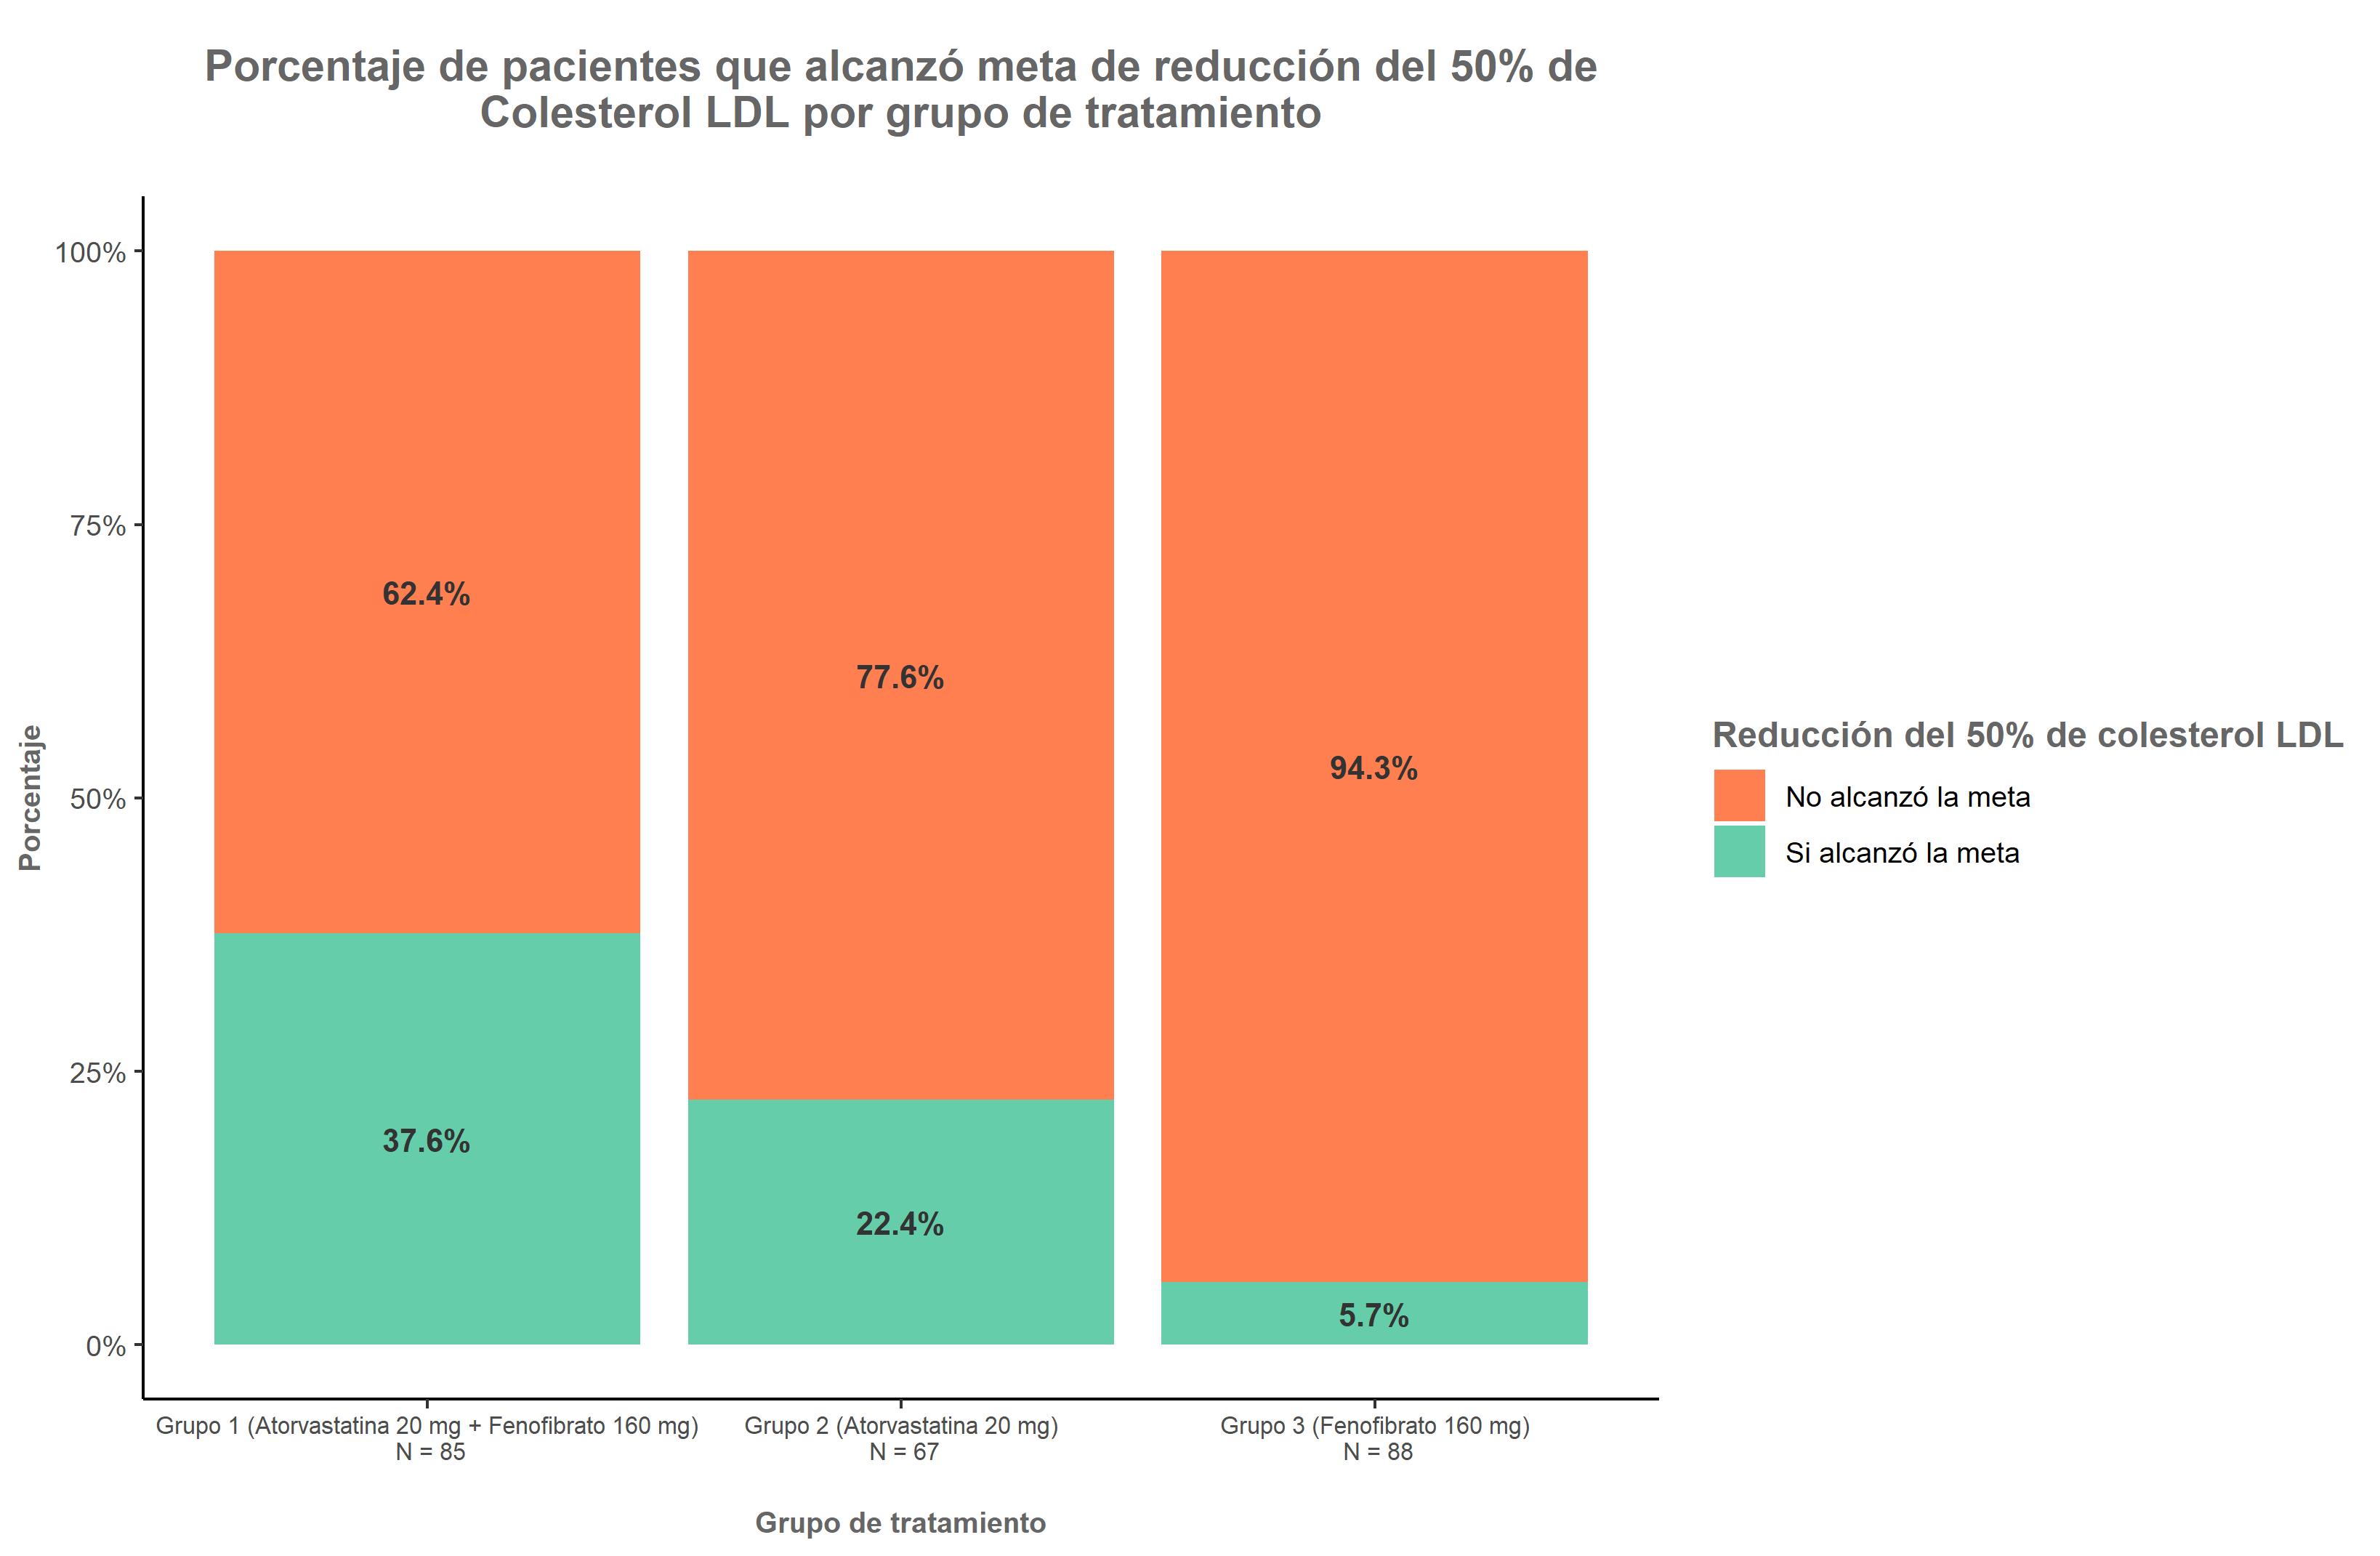 Porcentaje de pacientes que alcanzó meta de reducción del 50% de
Colesterol LDL por grupo de tratamiento
Porcentaje
100%
75%
50%
25%
0%
62.4%
77.6%
94.3%
37.6%
22.4%
5.7%
Reducción del 50% de colesterol LDL
No alcanzó la meta
Si alcanzó la meta
Grupo 1 (Atorvastatina 20 mg + Fenofibrato 160 mg)
N = 85
Grupo 2 (Atorvastatina 20 mg)
N = 67
Grupo 3 (Fenofibrato 160 mg)
N = 88
Grupo de tratamiento